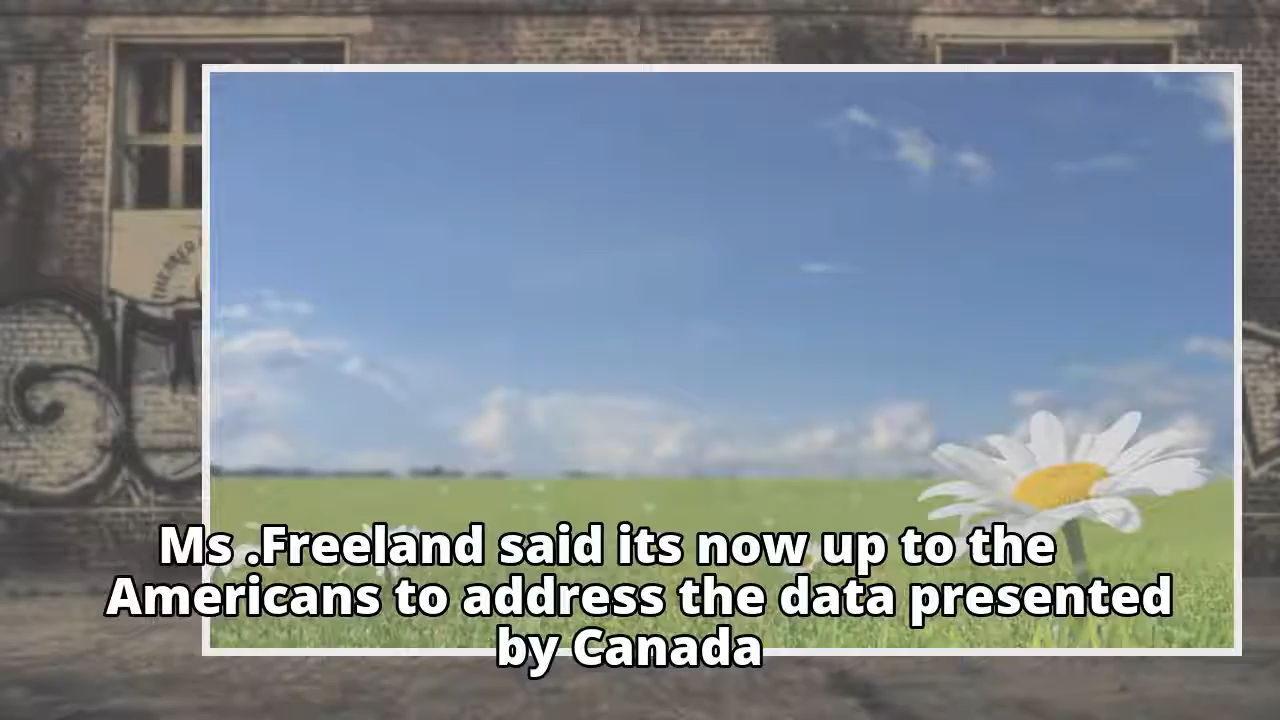 Ms .Freeland said its now up to the
Americans to address the data presented
by Canada